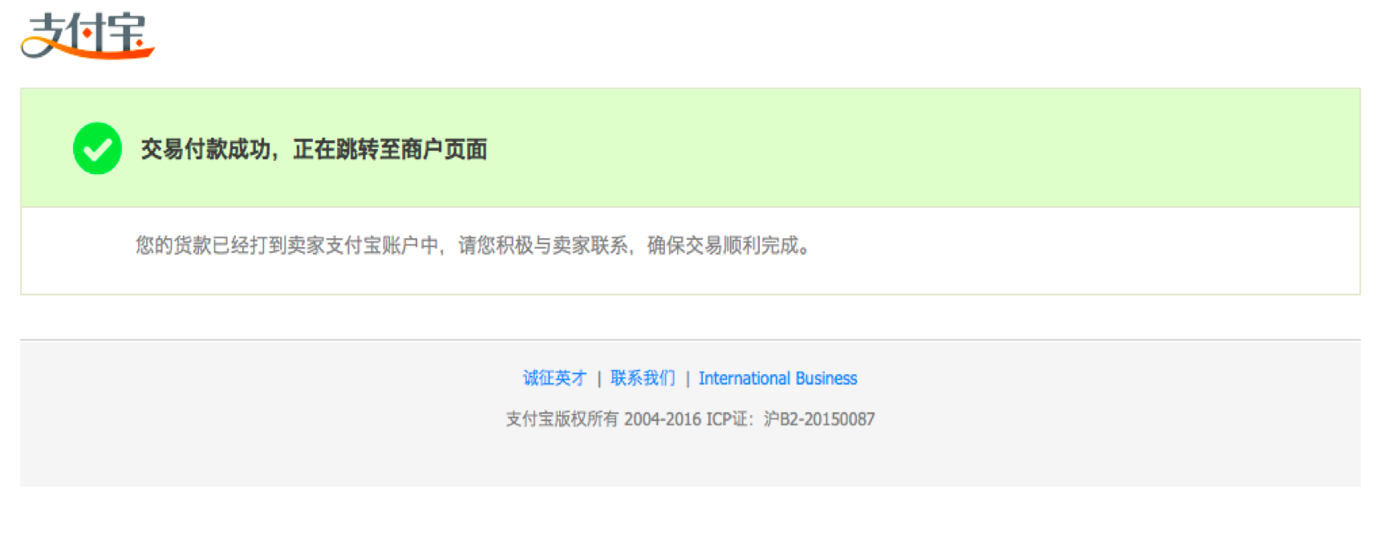 支付宝
交易付款成功，正在跳转至商户页面
您的货款已经打到卖家支付宝账户中，请您积极与卖家联系，确保交易顺利完成。
诚征英才 | 联系我们 | International Business
支付宝版权所有 2004-2016 ICP证：沪B2-20150087